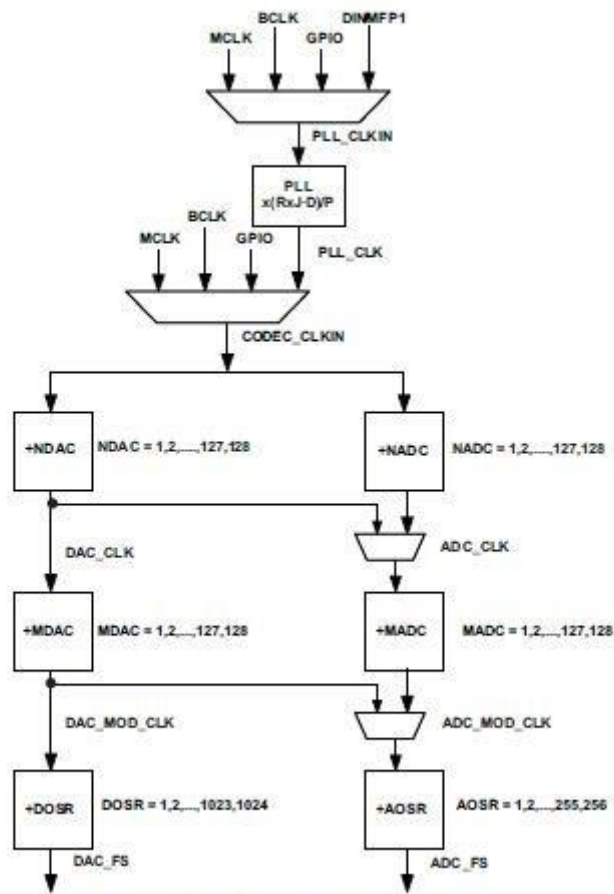 DIN/MFP1
BCLK
MCLK GPIO
PLL_CLKIN
PLL
x(RxJ-D)/P
BCLK
MCLK GPIO PLL_CLK
CODEC_CLKIN
+NDAC NDAC = 1,2,....,127,128 +NADC NADC = 1,2,....,127,128
DAC_CLK ADC_CLK
+MDAC MDAC = 1,2,...,127,128 +MADC MADC = 1,2,...,127,128
DAC_MOD_CLK ADC_MOD_CLK
+DOSR DOSR = 1,2,...,1023,1024 +AOSR AOSR = 1,2,...,255,256
DAC_FS ADC_FS